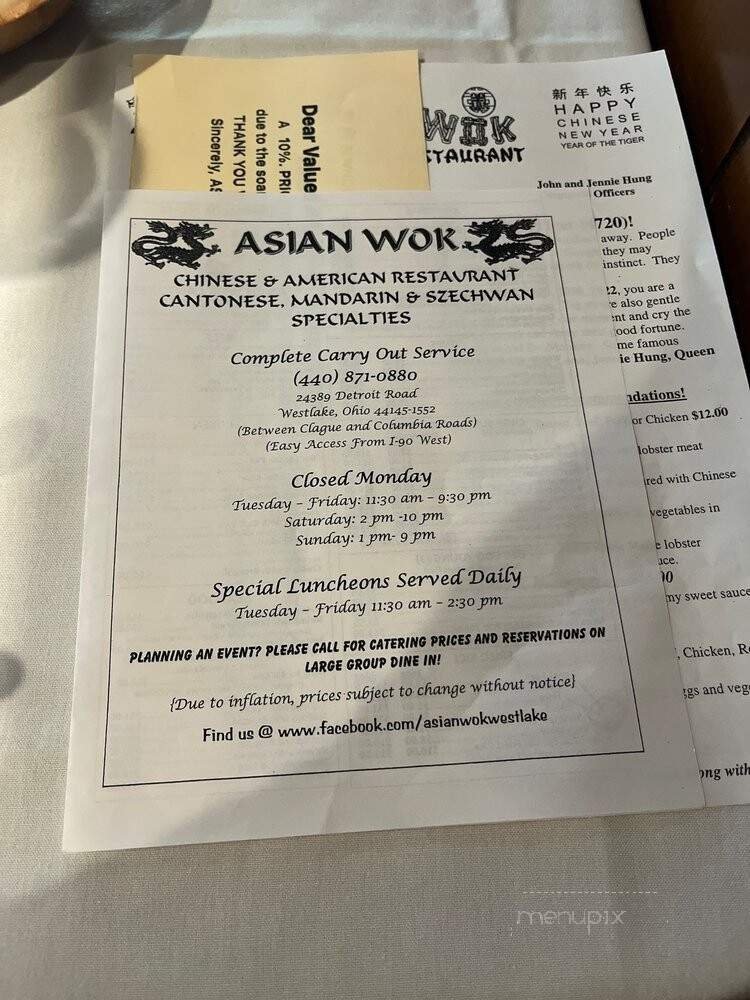 Dear Value
A 10%. PRI
due to the soa
THANK YOU
Sincerely, AS
WOK
STAURANT
新年快乐
HAPPY
CHINESE
NEW YEAR
YEAR OF THE TIGER
John and Jennie Hung
Officers
720)!
away. People
they may
instinct. They
22, you are a
e also gentle
ent and cry the
ood fortune.
me famous
ie Hung, Queen
ndations!
or Chicken $12.00
lobster meat
red with Chinese
vegetables in
e lobster
uce.
00
my sweet sauce
, Chicken, Ro
ggs and vege
ong with
ASIAN WOK
CHINESE & AMERICAN RESTAURANT
CANTONESE, MANDARIN & SZECHWAN
SPECIALTIES
Complete Carry Out Service
(440) 871-0880
24389 Detroit Road
Westlake, Ohio 44145-1552
(Between Clague and Columbia Roads)
(Easy Access From I-90 West)
Closed Monday
Tuesday – Friday: 11:30 am – 9:30 pm
Saturday: 2 pm -10 pm
Sunday: 1 pm- 9 pm
Special Luncheons Served Daily
Tuesday – Friday 11:30 am – 2:30 pm
PLANNING AN EVENT? PLEASE CALL FOR CATERING PRICES AND RESERVATIONS ON
LARGE GROUP DINE IN!
{Due to inflation, prices subject to change without notice}
Find us @ www.facebook.com/asianwokwestlake
menupix